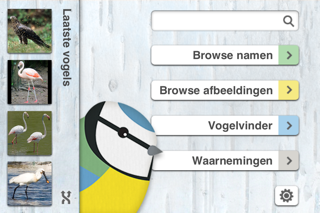 Laatste vogels
Browse namen
Browse afbeeldingen
Vogelvinder
Waarnemingen